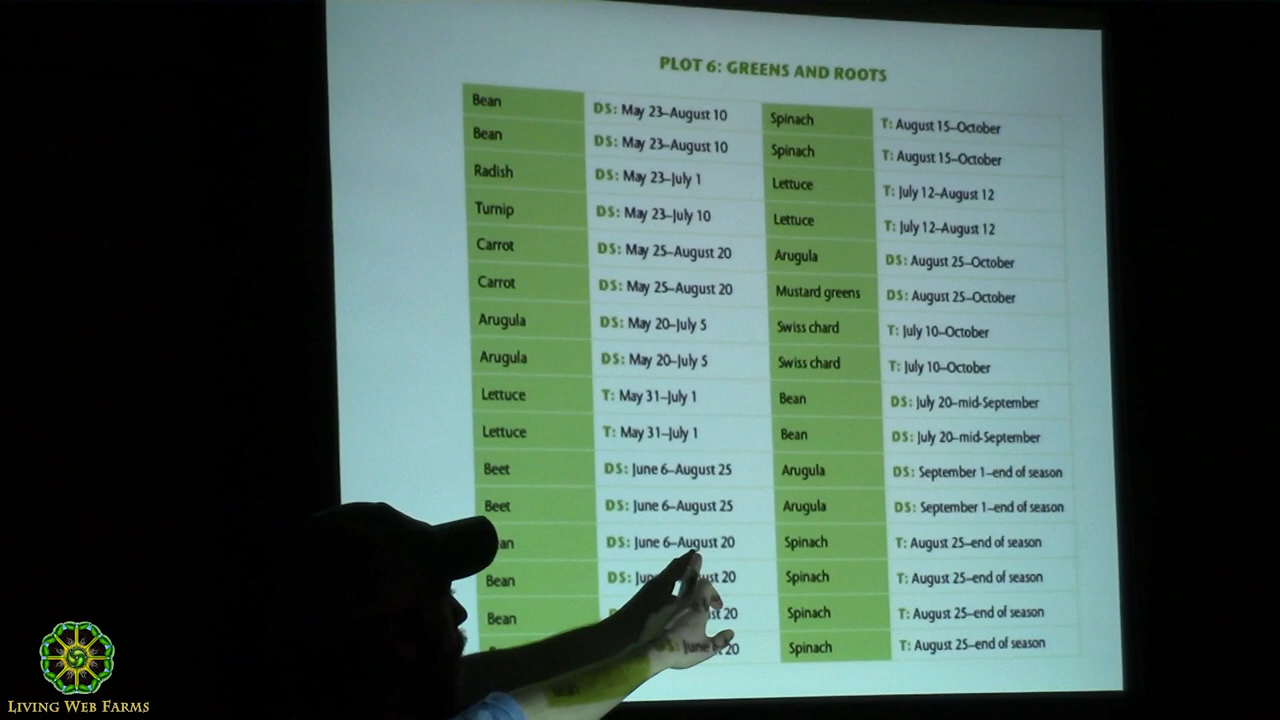 PLOT 6: GREENS AND ROOTS
Bean DS: May 23–August 10 Spinach T: August 15–October
Bean DS: May 23–August 10 Spinach T: August 15–October
Radish DS: May 23–July 1 Lettuce T: July 12–August 12
Turnip DS: May 23–July 10 Lettuce T: July 12–August 12
Carrot DS: May 25–August 20 Arugula DS: August 25–October
Carrot DS: May 25–August 20 Mustard greens DS: August 25–October
Arugula DS: May 20–July 5 Swiss chard T: July 10–October
Arugula DS: May 20–July 5 Swiss chard T: July 10–October
Lettuce T: May 31–July 1 Bean DS: July 20–mid-September
Lettuce T: May 31–July 1 Bean DS: July 20–mid-September
Beet DS: June 6–August 25 Arugula DS: September 1–end of season
Beet DS: June 6–August 25 Arugula DS: September 1–end of season
DS: June 6–August 20 Spinach T: August 25–end of season
Bean DS: 20 Spinach T: August 25–end of season
Bean 20 Spinach T: August 25–end of season
June 20 Spinach T: August 25–end of season
LIVING WEB FARMS